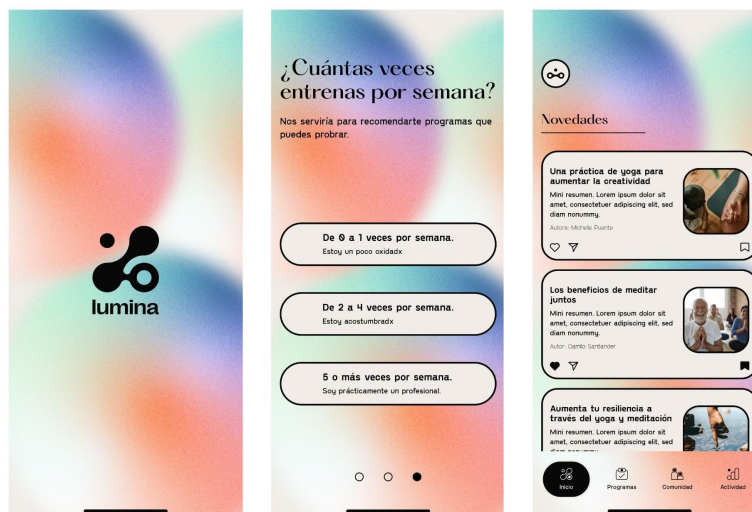 lumina
¿Cuántas veces
entrenas por semana?
Nos serviría para recomendarte programas que
puedes probrar.
De 0 a 1 veces por semana.
Estoy un poco oxidadx
De 2 a 4 veces por semana.
Estoy acostumbradx
5 o más veces por semana.
Soy prácticamente un profesional.
Novedades
Una práctica de yoga para
aumentar la creatividad
Mini resumen. Lorem ipsum dolor sit
amet, consectetuer adipiscing elit, sed
diam nonummy.
Autora: Michelle Puente
Los beneficios de meditar
juntos
Mini resumen. Lorem ipsum dolor sit
amet, consectetuer adipiscing elit, sed
diam nonummy.
Autor: Camilo Santander
Aumenta tu resiliencia a
través del yoga y meditación
Mini resumen. Lorem ipsum dolor sit
amet, consectetuer adipiscing elit, sed
diam nonummy.
Inicio
Programas
Comunidad
Actividad